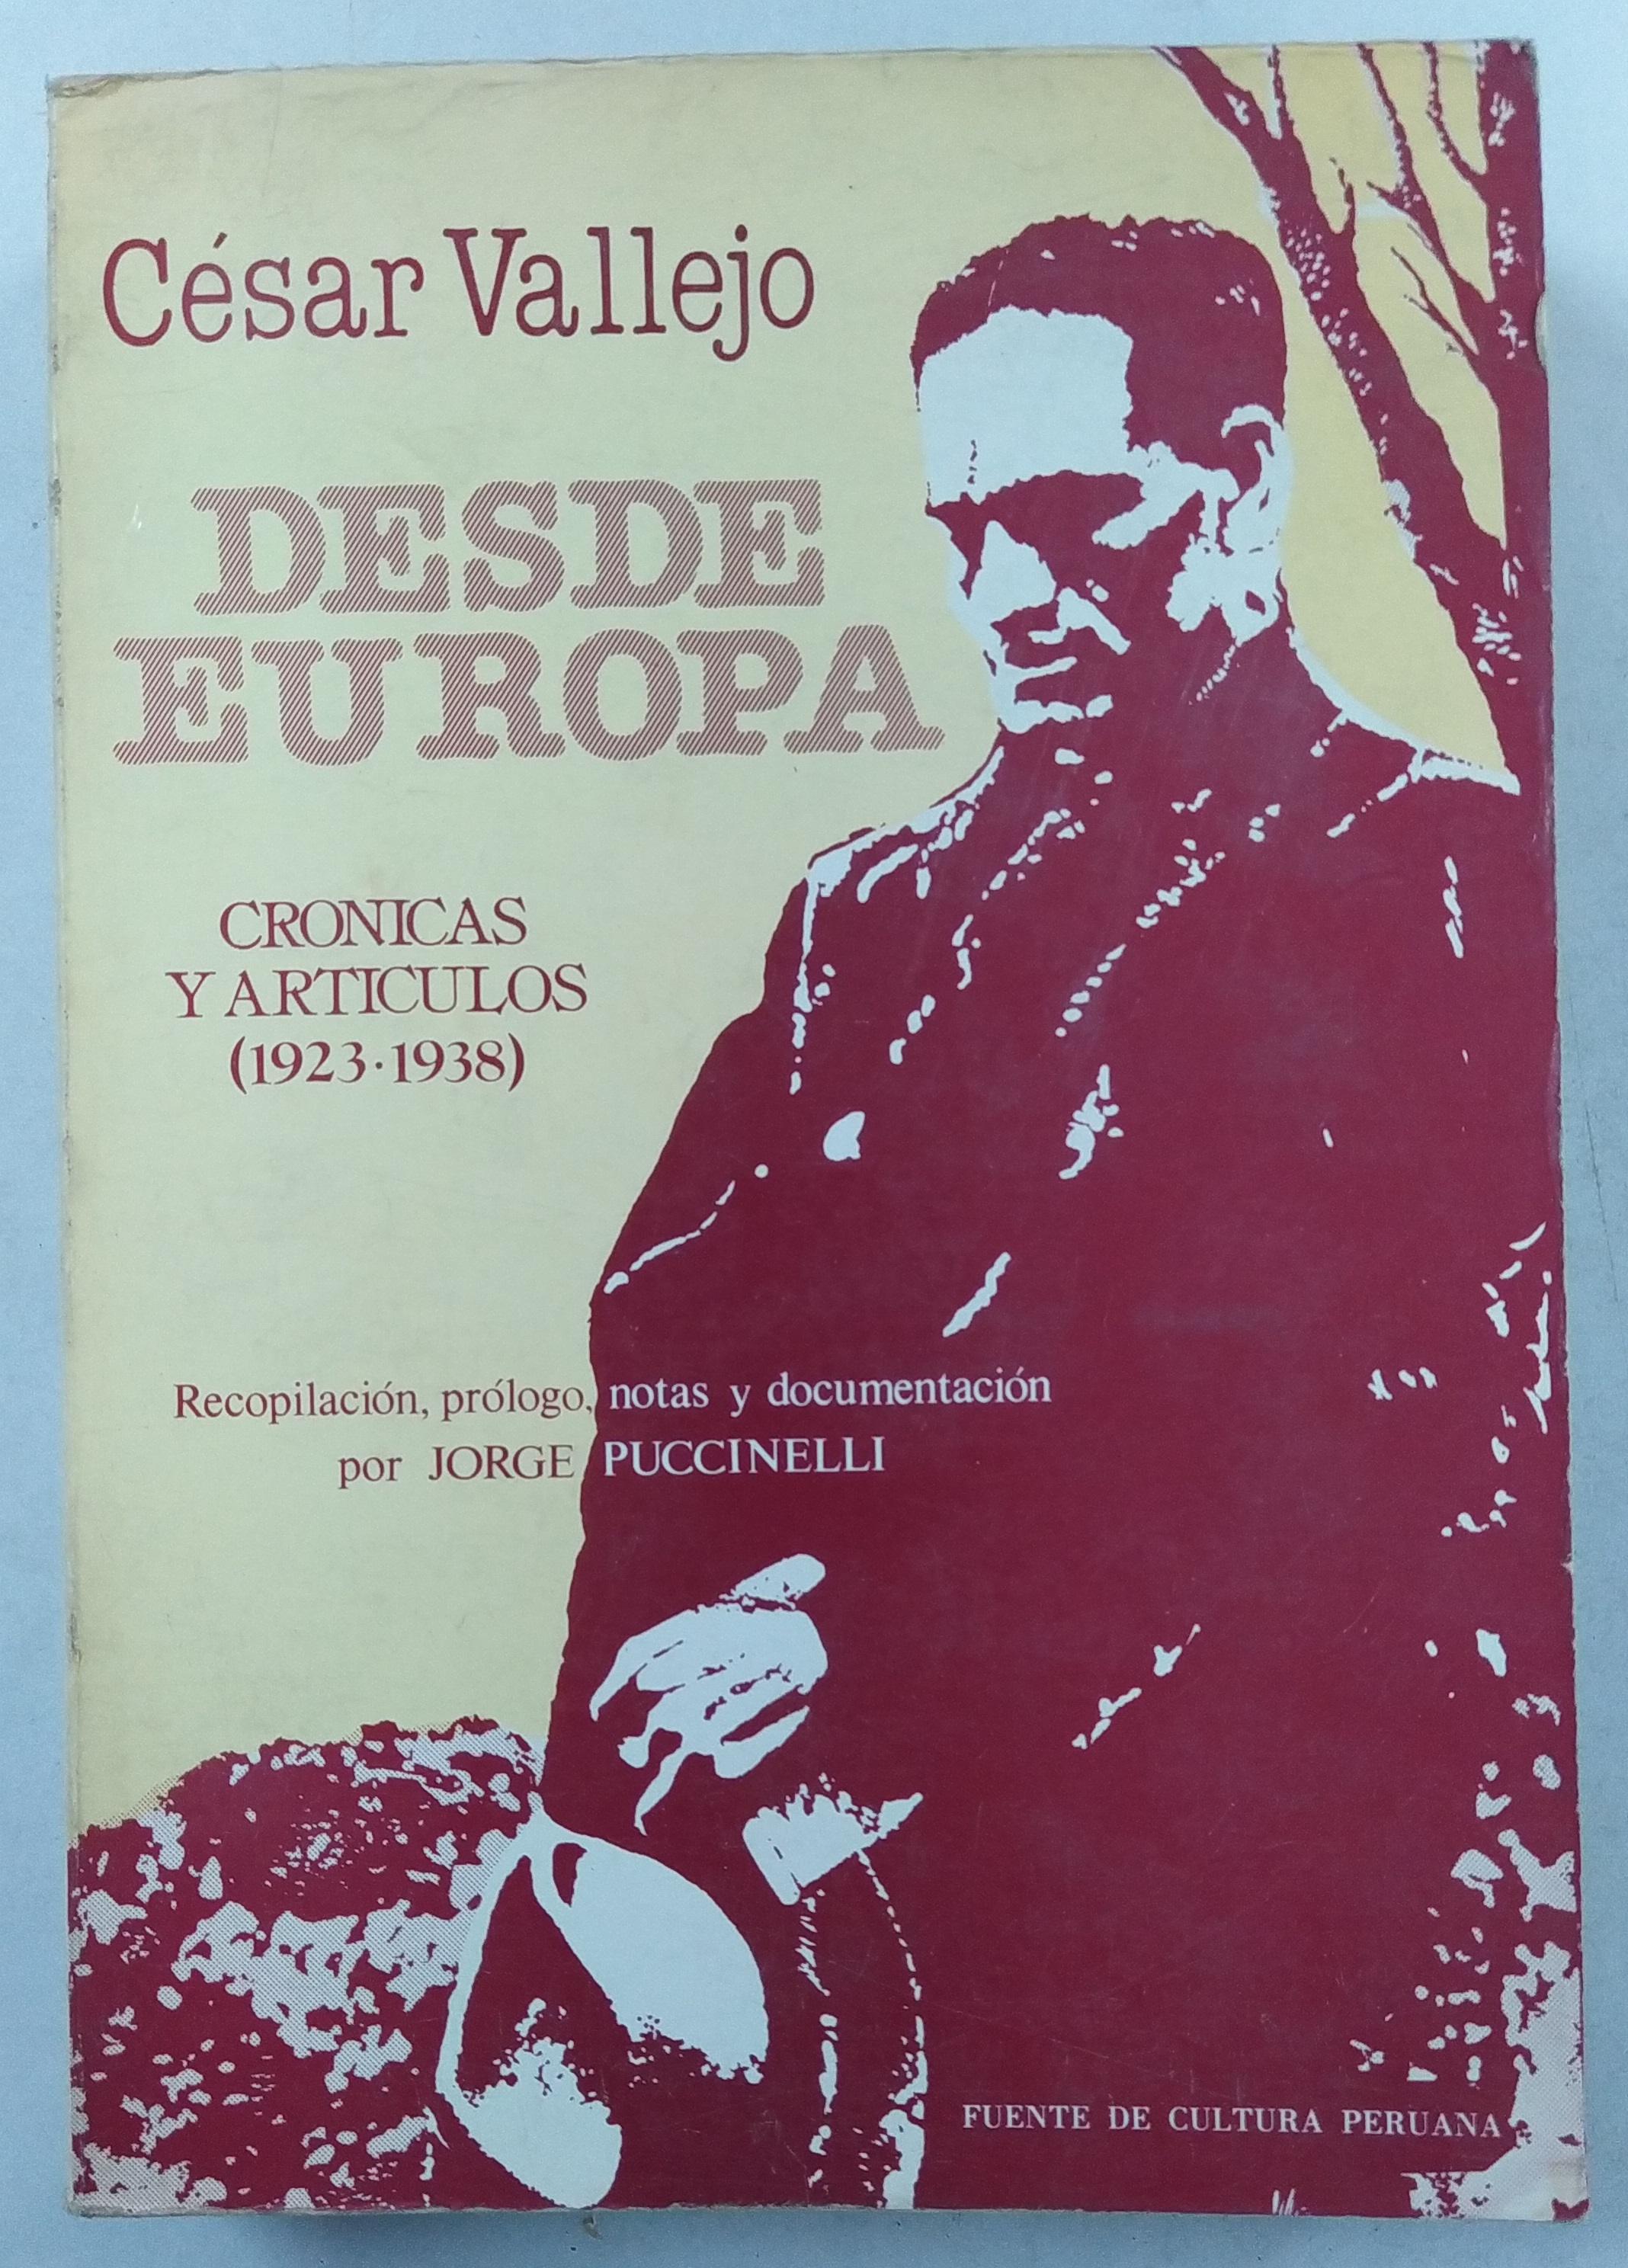 César Vallejo
DESDE
EUROPA
CRONICAS
Y ARTICULOS
(1923·1938)
Recopilación, prólogo, notas y documentación
por JORGE PUCCINELLI
FUENTE DE CULTURA PERUANA